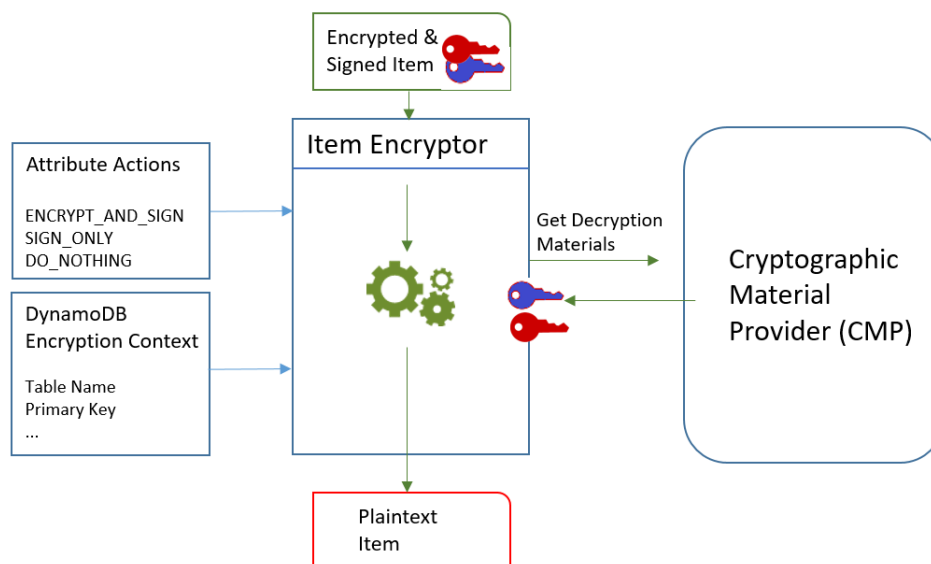 Encrypted &
Signed Item
Item Encryptor
Attribute Actions
ENCRYPT_AND_SIGN
SIGN_ONLY
DO_NOTHING
DynamoDB
Encryption Context
Table Name
Primary Key
...
Get Decryption
Materials
Cryptographic
Material
Provider (CMP)
Plaintext
Item